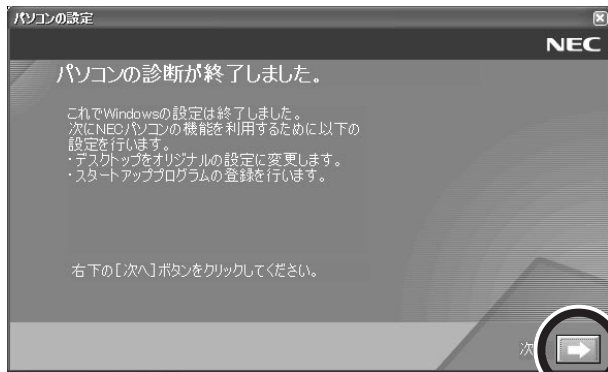 パソコンの設定
NEC
パソコンの診断が終了しました。
これでWindowsの設定は終了しました。
次にNECパソコンの機能を利用するために以下の
設定を行います。
・デスクトップをオリジナルの設定に変更します。
・スタートアッププログラムの登録を行います。
右下の［次へ］ボタンをクリックしてください。
次